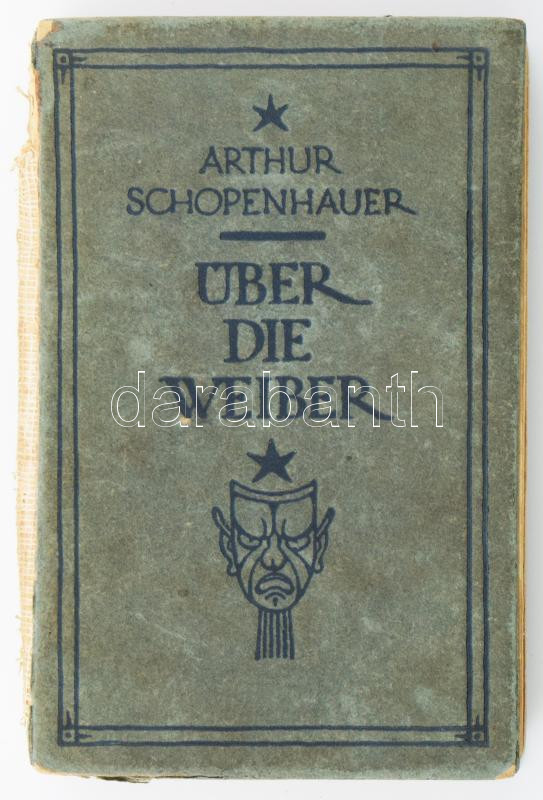 ARTHUR
SCHOPENHAUER
ÜBER
DIE
WEIBER
darabanth